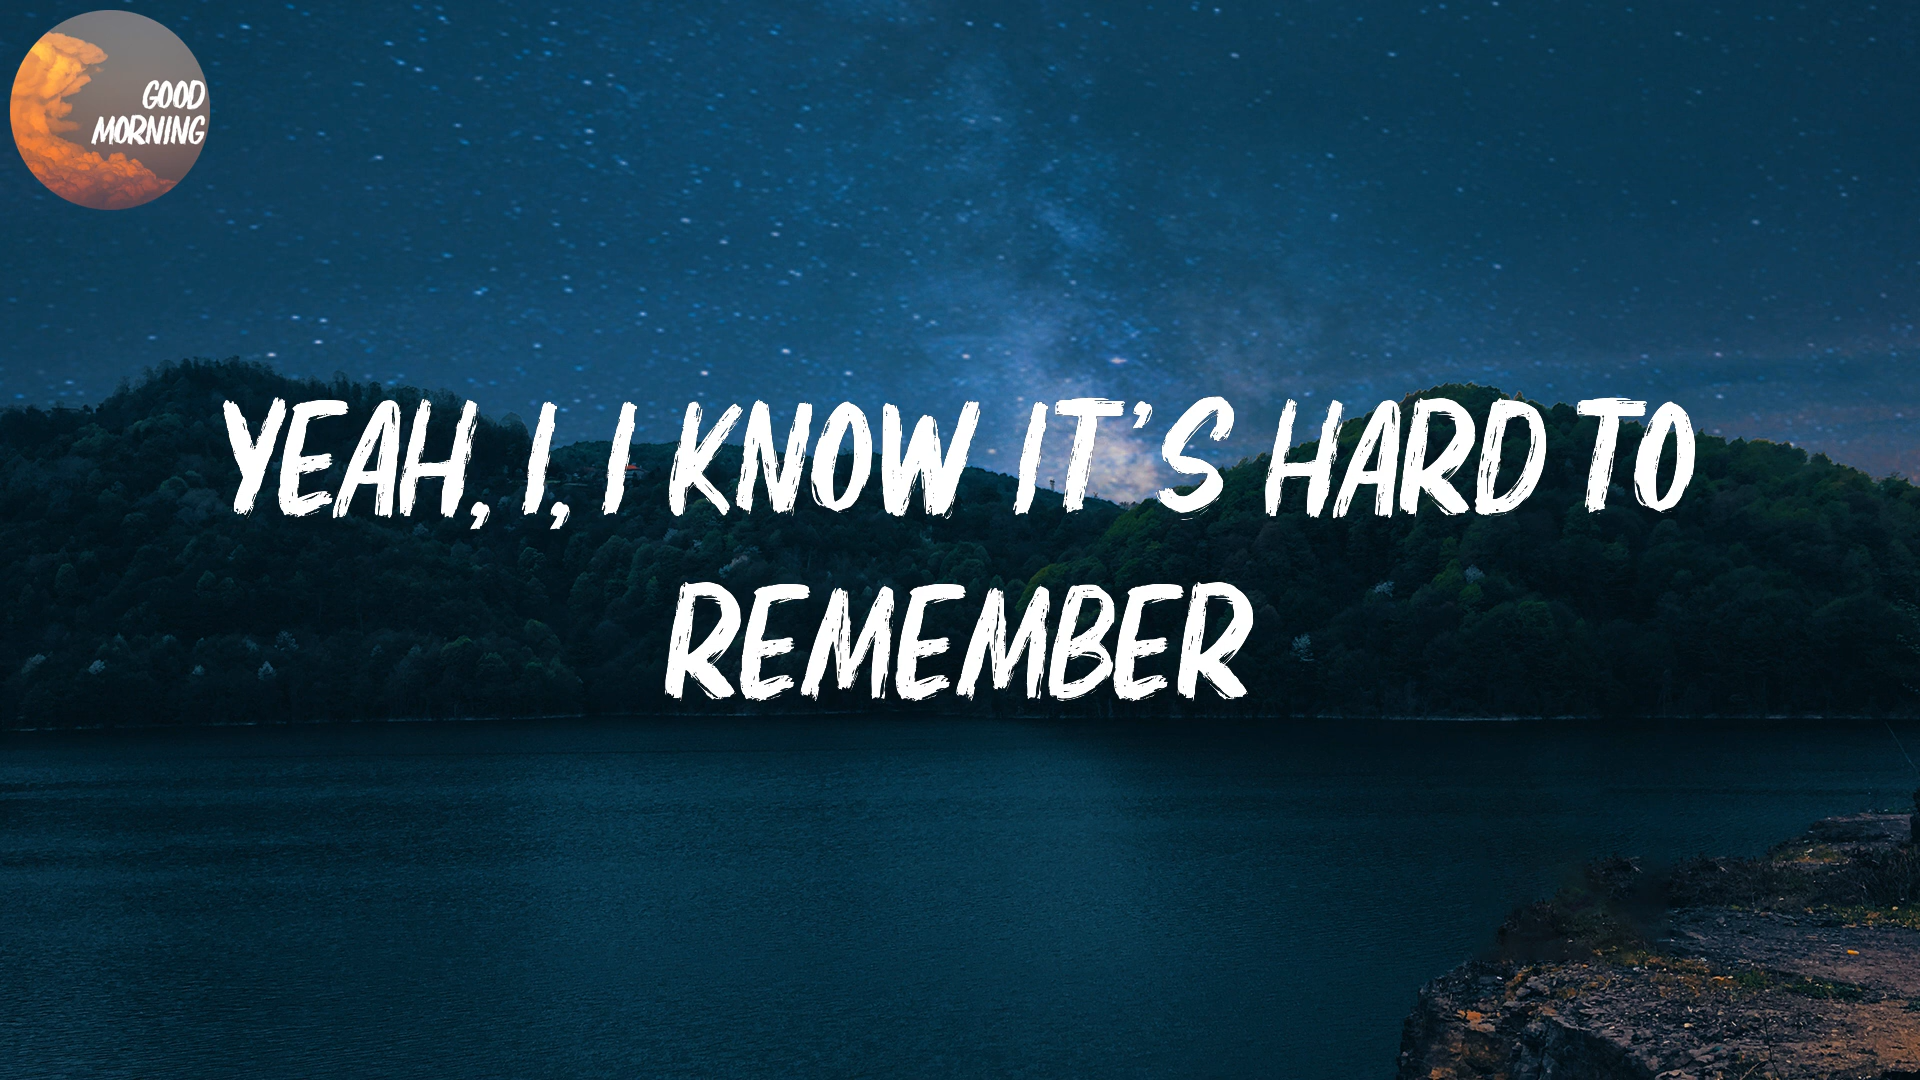 GOOD
MORNING
YEAH, I, I KNOW IT'S HARD TO
REMEMBER